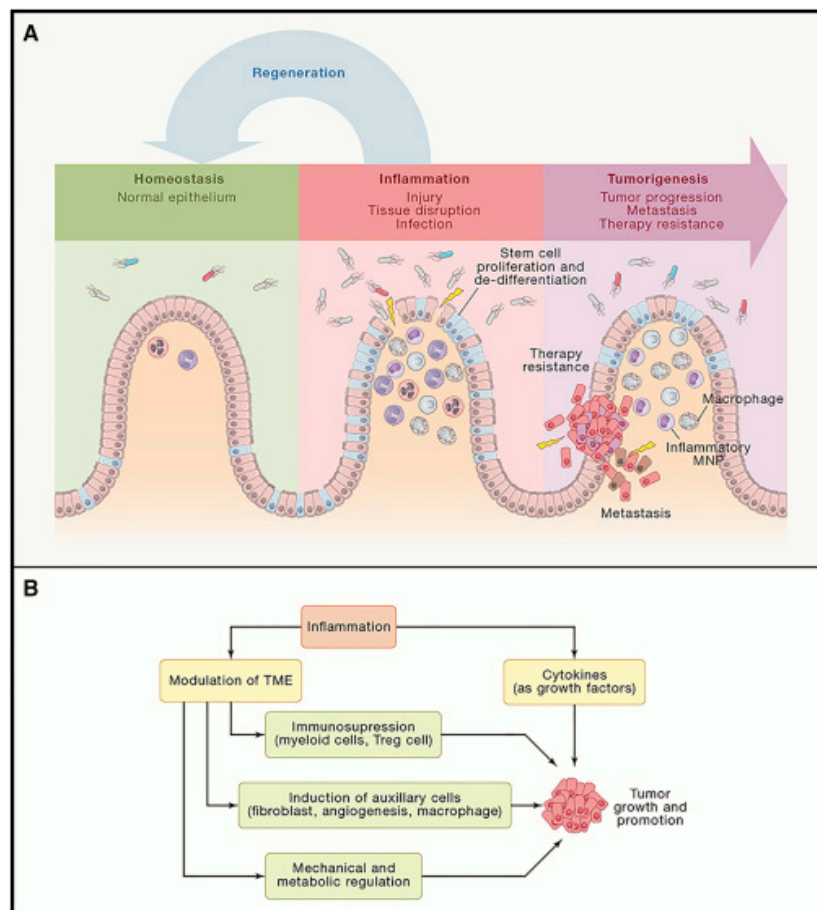 A
Regeneration
Homeostasis
Normal epithelium
Inflammation
Injury
Tissue disruption
Infection
Tumorigenesis
Tumor progression
Metastasis
Therapy resistance
Stem cell
proliferation and
de-differentiation
Therapy
resistance
Macrophage
Inflammatory
MNP
Metastasis
B
Inflammation
Modulation of TME
Cytokines
(as growth factors)
Immunosupression
(myeloid cells, Treg cell)
Induction of auxillary cells
(fibroblast, angiogenesis, macrophage)
Tumor
growth and
promotion
Mechanical and
metabolic regulation